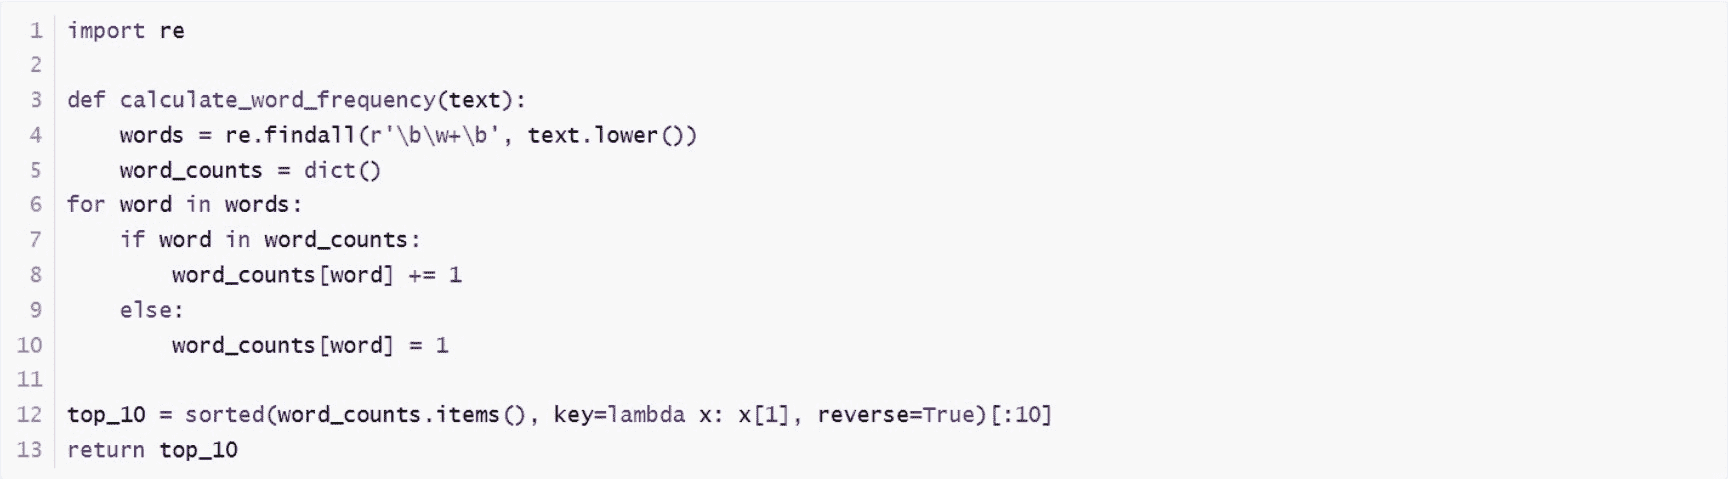 1 import re
2
3 def calculate_word_frequency(text):
4     words = re.findall(r'\b\w+\b', text.lower())
5     word_counts = dict()
6 for word in words:
7     if word in word_counts:
8         word_counts[word] += 1
9     else:
10         word_counts[word] = 1
11
12 top_10 = sorted(word_counts.items(), key=lambda x: x[1], reverse=True)[:10]
13 return top_10